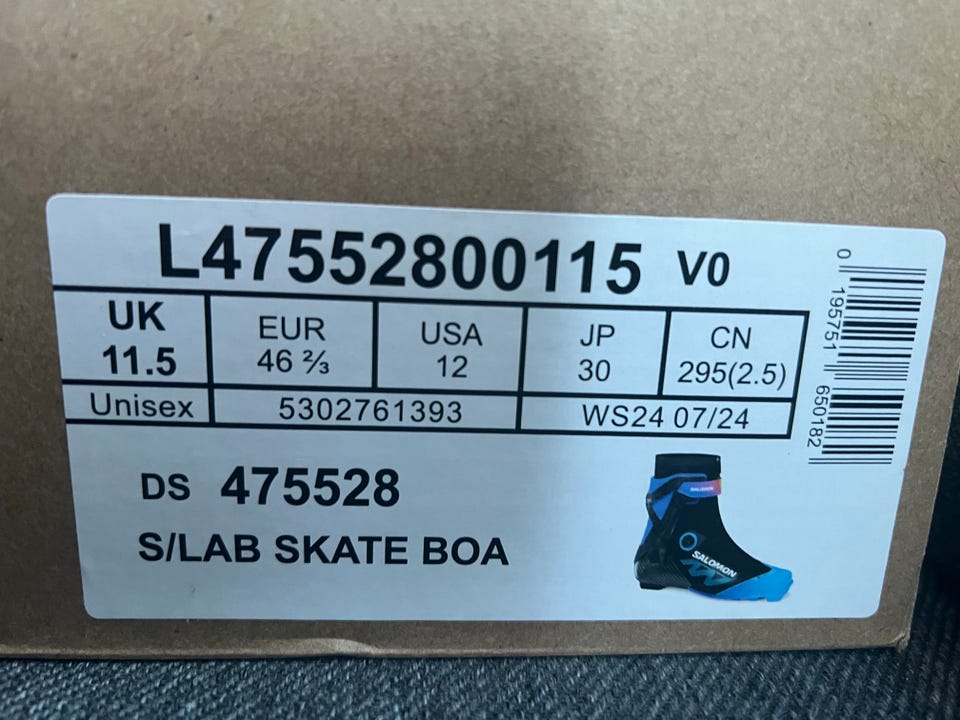 L47552800115 V0
UK EUR USA JP CN
11.5 46 ⅔ 12 30 295(2.5)
Unisex 5302761393 WS24 07/24
DS 475528
S/LAB SKATE BOA
0 195751 650182
SALOMON
SALOMON